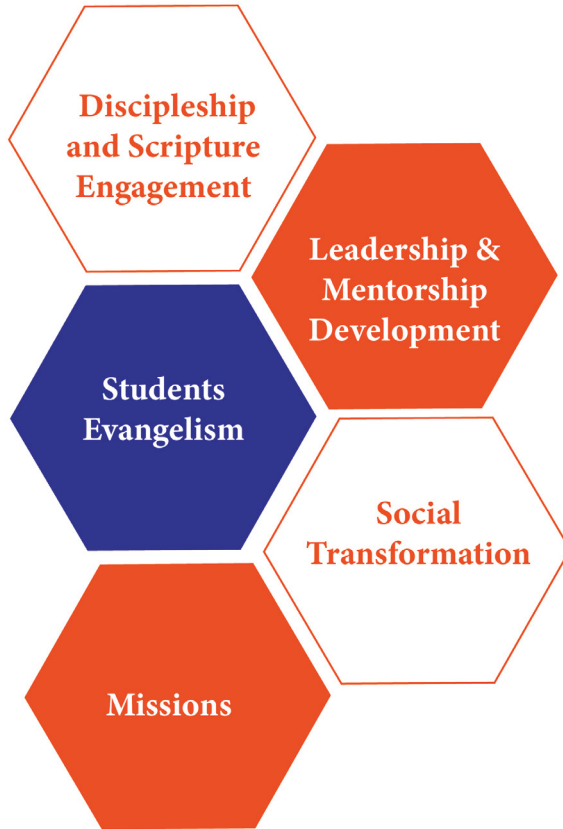 Discipleship
and Scripture
Engagement
Leadership &
Mentorship
Development
Students
Evangelism
Social
Transformation
Missions